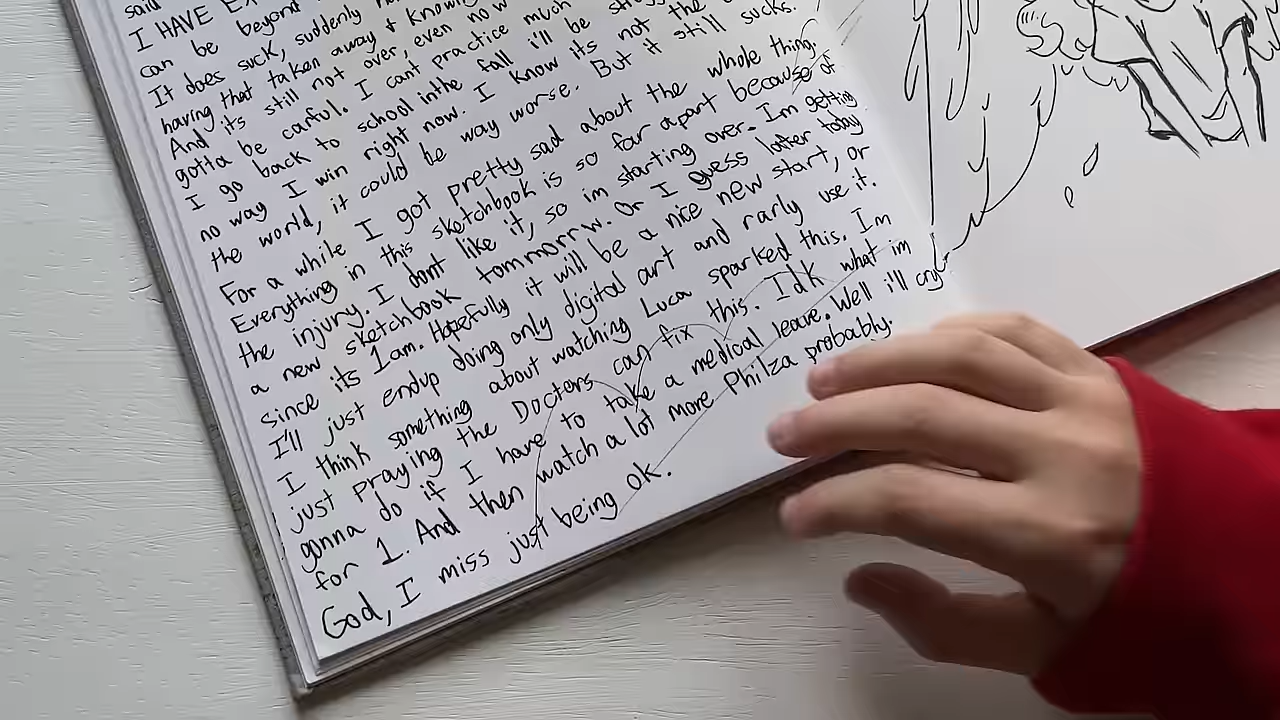 said
I HAVE
can be beyond
It does suck, suddenly
having that taken away & knowing
And its still not over, even now
gotta be carful. I cant practice much
I go back to school inthe fall i'll be
no way I win right now. I know its not the
the world, it could be way worse. But it still sucks.
For a while I got pretty sad about the whole thing.
Everything in this sketchbook is so far apart because of
the injury. I dont like it, so im starting over. Im getting
a new sketchbook tommorrw. Or I guess latter today
since its 1am. Hopefully it will be a nice new start, or
I'll just endup doing only digital art and rarly use it.
I think something about watching Luca sparked this. Im
just praying the Doctors can fix this. Idk what im
gonna do if I have to take a medical leave. Well i'll cry
for 1. And then watch a lot more Philza probably.
God, I miss just being ok.